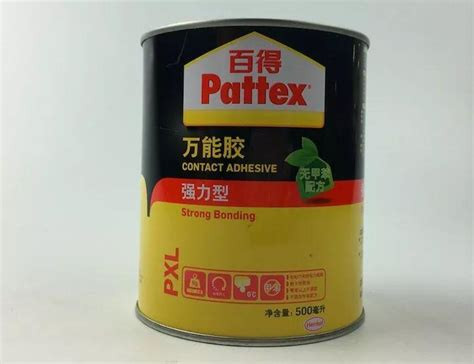 百得
Pattex
万能胶
CONTACT ADHESIVE
无甲苯
配方
强力型
Strong Bonding
PXL
净含量: 500毫升
Henkel